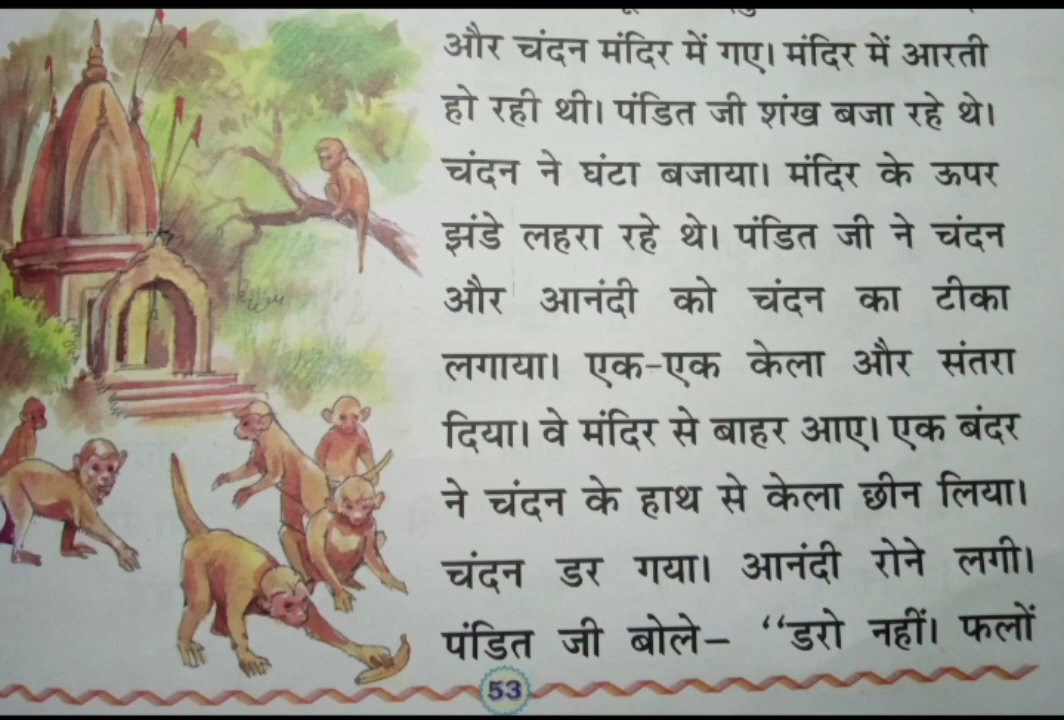 और चंदन मंदिर में गए। मंदिर में आरती
हो रही थी। पंडित जी शंख बजा रहे थे।
चंदन ने घंटा बजाया। मंदिर के ऊपर
झंडे लहरा रहे थे। पंडित जी ने चंदन
और आनंदी को चंदन का टीका
लगाया। एक-एक केला और संतरा
दिया। वे मंदिर से बाहर आए। एक बंदर
ने चंदन के हाथ से केला छीन लिया।
चंदन डर गया। आनंदी रोने लगी।
पंडित जी बोले– “डरो नहीं। फलों
53